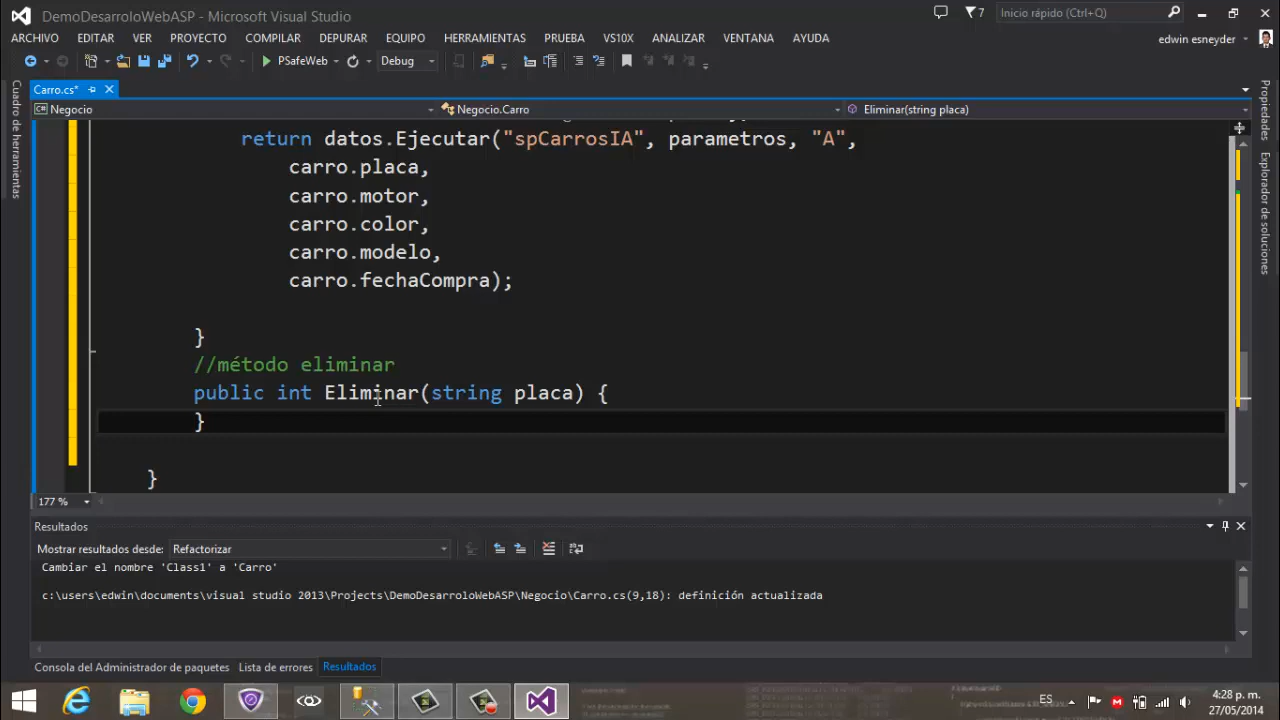 DemoDesarroloWebASP - Microsoft Visual Studio
7
Inicio rápido (Ctrl+Q)
ARCHIVO EDITAR VER PROYECTO COMPILAR DEPURAR EQUIPO HERRAMIENTAS PRUEBA VS10X ANALIZAR VENTANA AYUDA
edwin esneyder
PSafeWeb Debug
Carro.cs*
Negocio Negocio.Carro Eliminar(string placa)
Cuadro de herramientas
Propiedades
Explorador de soluciones
return datos.Ejecutar("spCarrosIA", parametros, "A",
carro.placa,
carro.motor,
carro.color,
carro.modelo,
carro.fechaCompra);
}
//método eliminar
public int Eliminar(string placa) {
}
}
177 %
Resultados
Mostrar resultados desde: Refactorizar
Cambiar el nombre 'Class1' a 'Carro'
c:\users\edwin\documents\visual studio 2013\Projects\DemoDesarroloWebASP\Negocio\Carro.cs(9,18): definición actualizada
Consola del Administrador de paquetes Lista de errores Resultados
ES
4:28 p. m.
27/05/2014